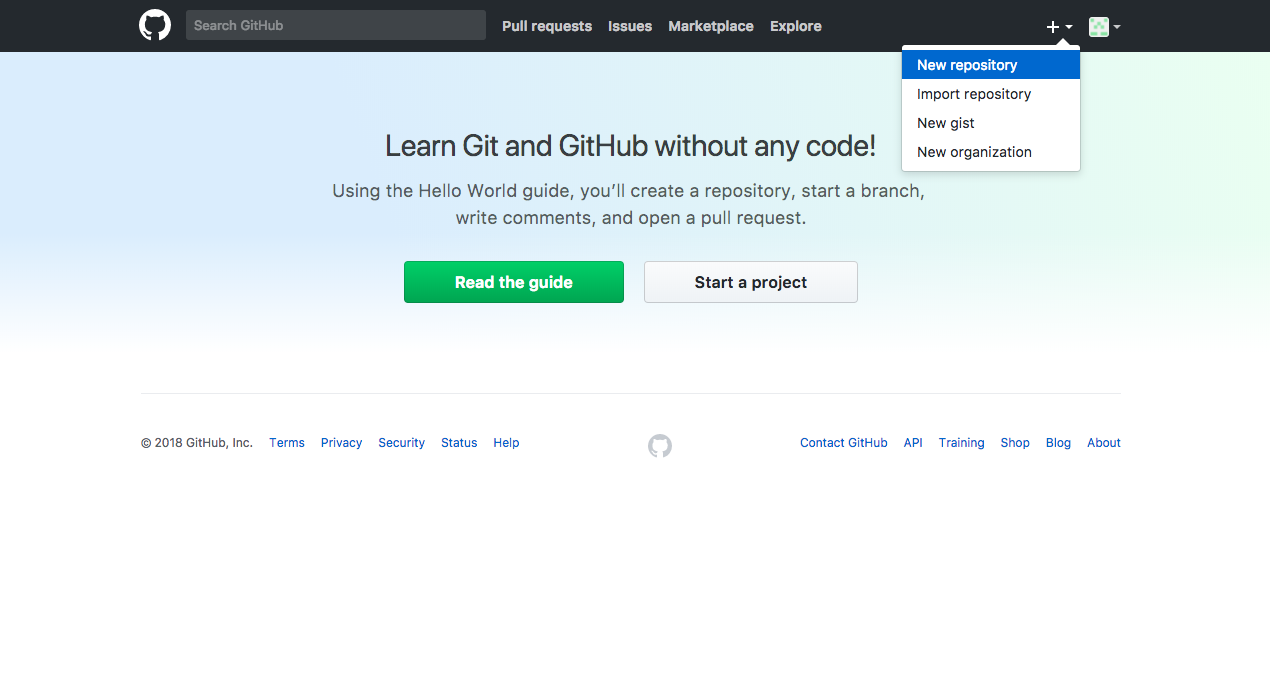 Search GitHub Pull requests Issues Marketplace Explore
New repository
Import repository
New gist
New organization
Learn Git and GitHub without any code!
Using the Hello World guide, you’ll create a repository, start a branch,
write comments, and open a pull request.
Read the guide Start a project
© 2018 GitHub, Inc. Terms Privacy Security Status Help Contact GitHub API Training Shop Blog About